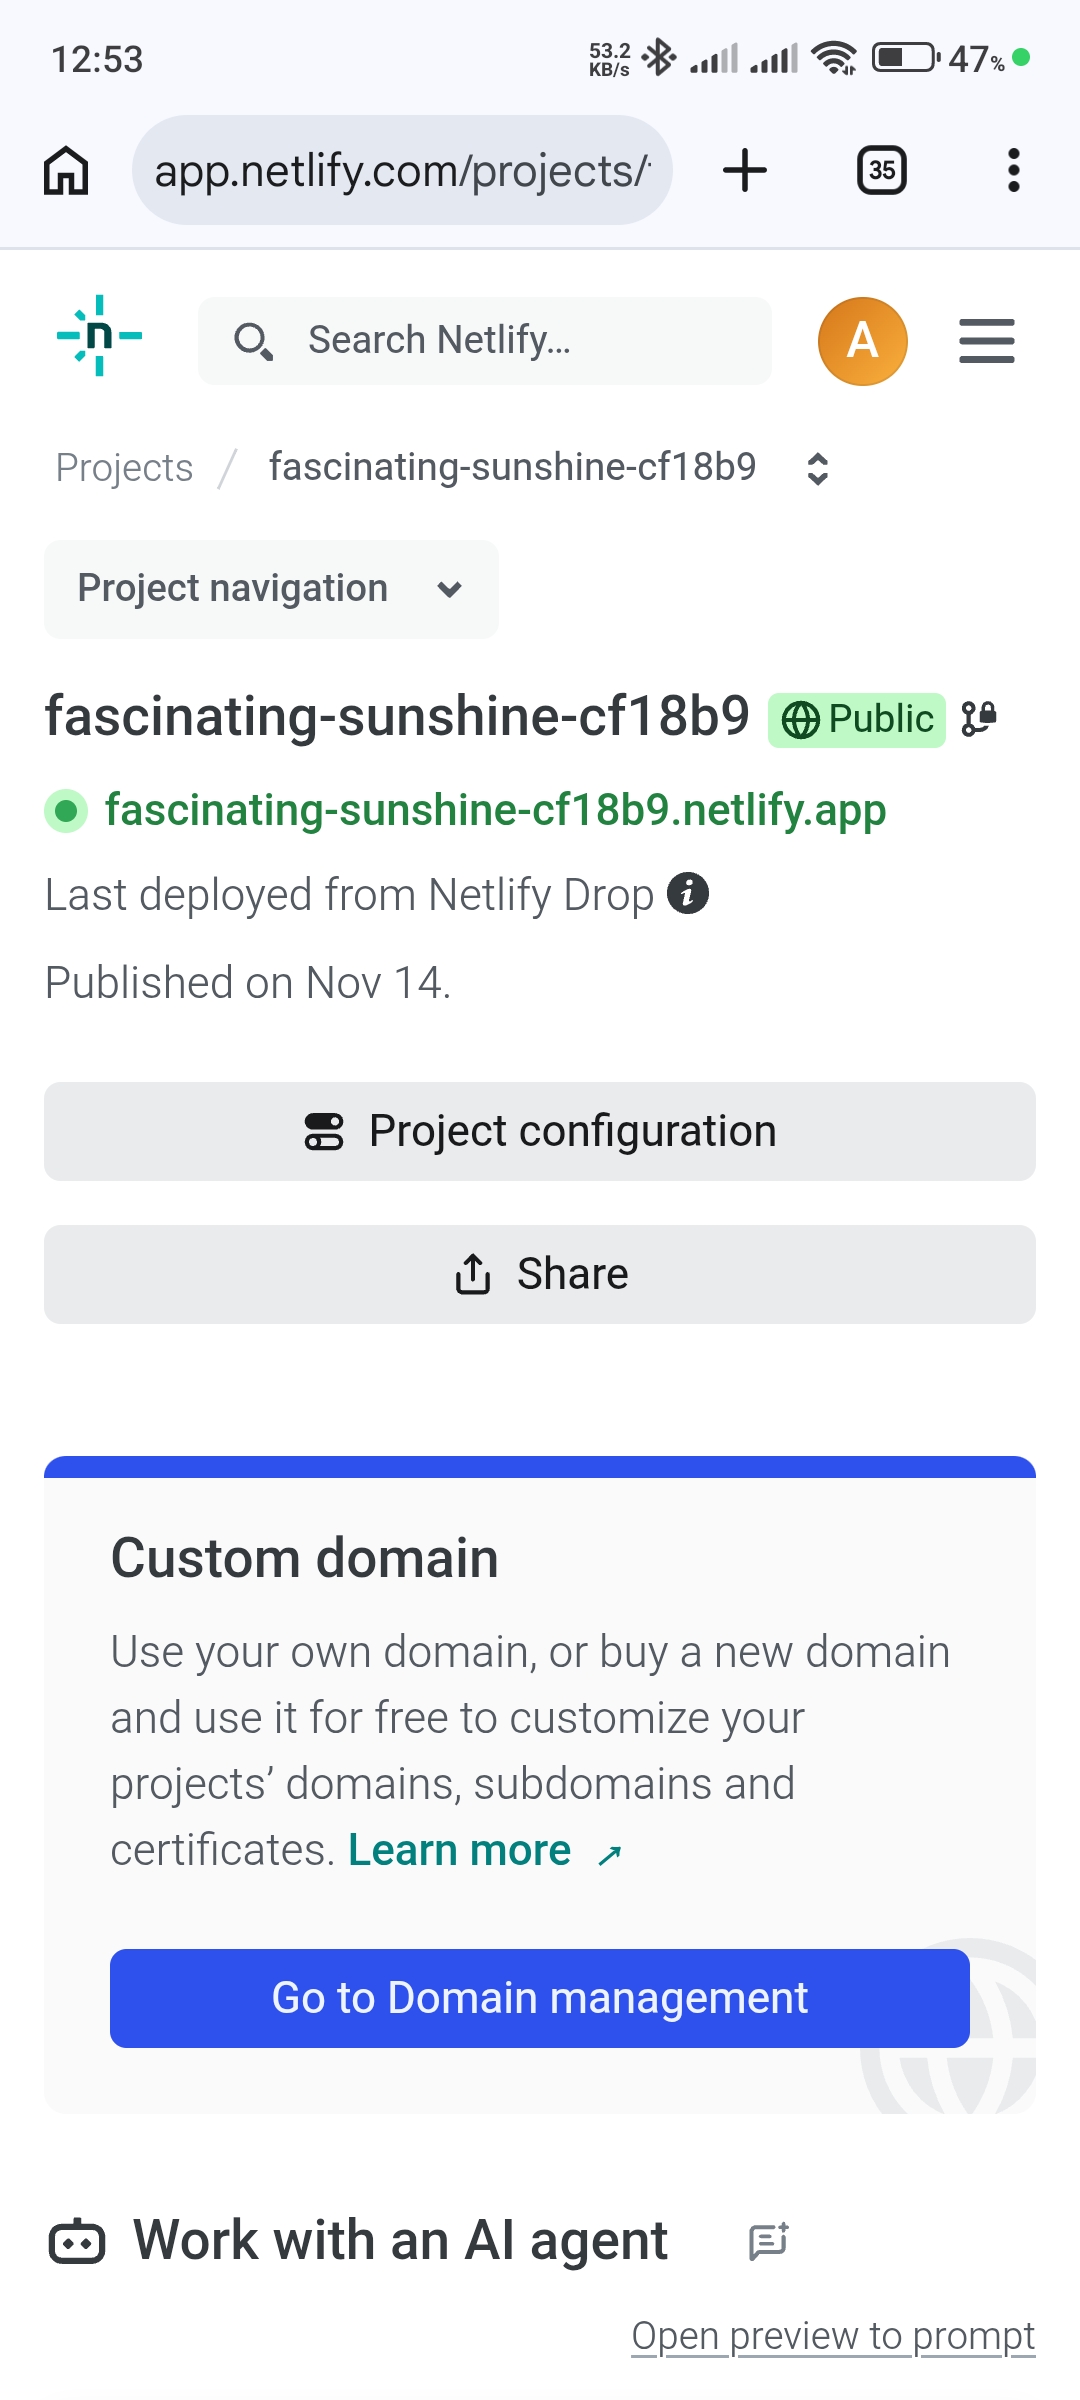 12:53
53.2 KB/s
47%
app.netlify.com/projects/
35
n
Search Netlify...
A
Projects / fascinating-sunshine-cf18b9
Project navigation
fascinating-sunshine-cf18b9 Public
fascinating-sunshine-cf18b9.netlify.app
Last deployed from Netlify Drop i
Published on Nov 14.
Project configuration
Share
Custom domain
Use your own domain, or buy a new domain
and use it for free to customize your
projects’ domains, subdomains and
certificates. Learn more ↗
Go to Domain management
Work with an AI agent
Open preview to prompt